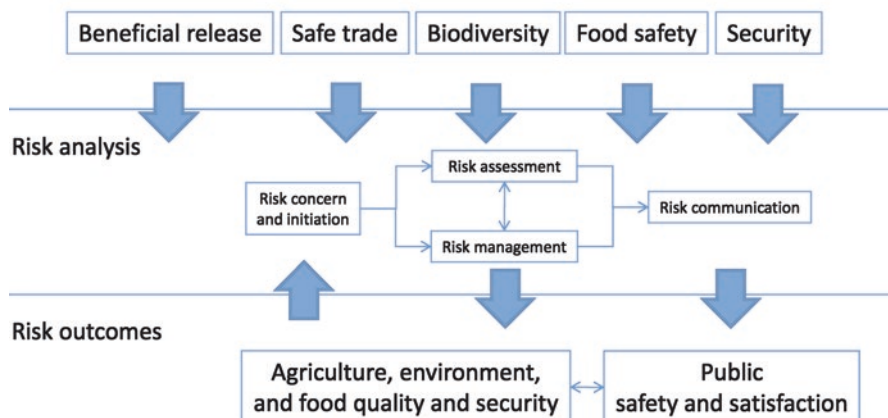 Beneficial release
Safe trade
Biodiversity
Food safety
Security
Risk analysis
Risk assessment
Risk concern
and initiation
Risk communication
Risk management
Risk outcomes
Agriculture, environment,
and food quality and security
Public
safety and satisfaction